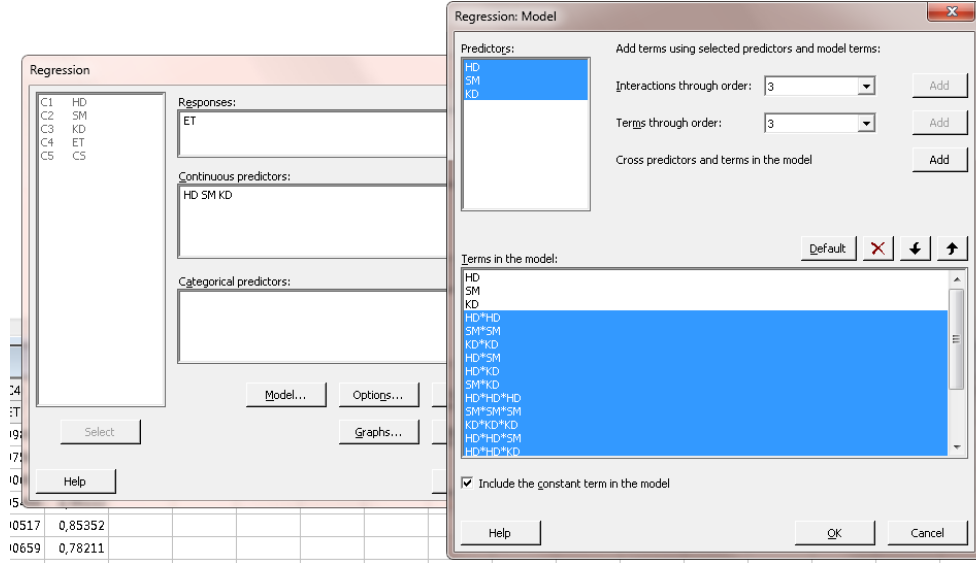 Regression
C1 HD
C2 SM
C3 KD
C4 ET
C5 CS
Responses:
ET
Continuous predictors:
HD SM KD
Categorical predictors:
Model...
Options...
Select
Graphs...
Help
0517 0,85352
0659 0,78211
Regression: Model
Predictors:
HD
SM
KD
Add terms using selected predictors and model terms:
Interactions through order: 3 Add
Terms through order: 3 Add
Cross predictors and terms in the model Add
Default
Terms in the model:
HD
SM
KD
HD*HD
SM*SM
KD*KD
HD*SM
HD*KD
SM*KD
HD*HD*HD
SM*SM*SM
KD*KD*KD
HD*HD*SM
HD*HD*KD
Include the constant term in the model
Help
OK
Cancel